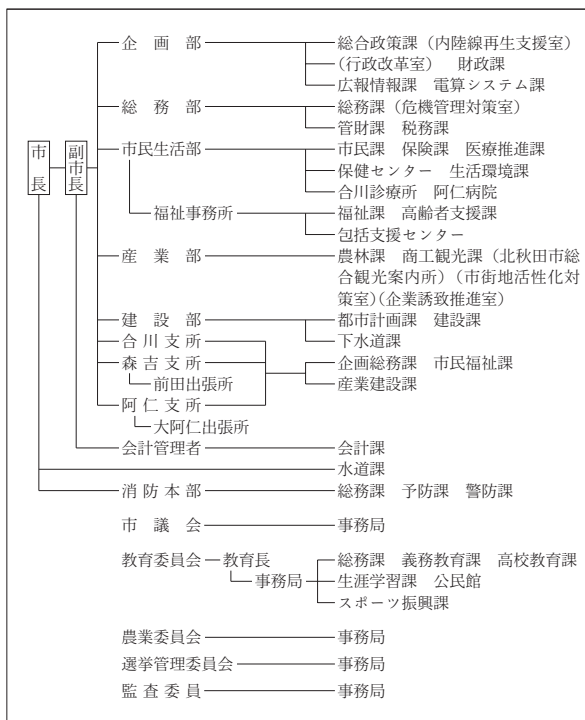 企画部 総合政策課(内陸線再生支援室)
(行政改革室) 財政課
広報情報課 電算システム課
総務部 総務課(危機管理対策室)
管財課 税務課
市長 副市長
市民生活部 市民課 保険課 医療推進課
保健センター 生活環境課
合川診療所 阿仁病院
福祉事務所 福祉課 高齢者支援課
包括支援センター
産業部 農林課 商工観光課(北秋田市総
合観光案内所)(市街地活性化対
策室)(企業誘致推進室)
建設部 都市計画課 建設課
下水道課
合川支所
森吉支所 企画総務課 市民福祉課
前田出張所 産業建設課
阿仁支所
大阿仁出張所
会計管理者 会計課
水道課
消防本部 総務課 予防課 警防課
市議会 事務局
教育委員会 教育長 総務課 義務教育課 高校教育課
事務局 生涯学習課 公民館
スポーツ振興課
農業委員会 事務局
選挙管理委員会 事務局
監査委員 事務局